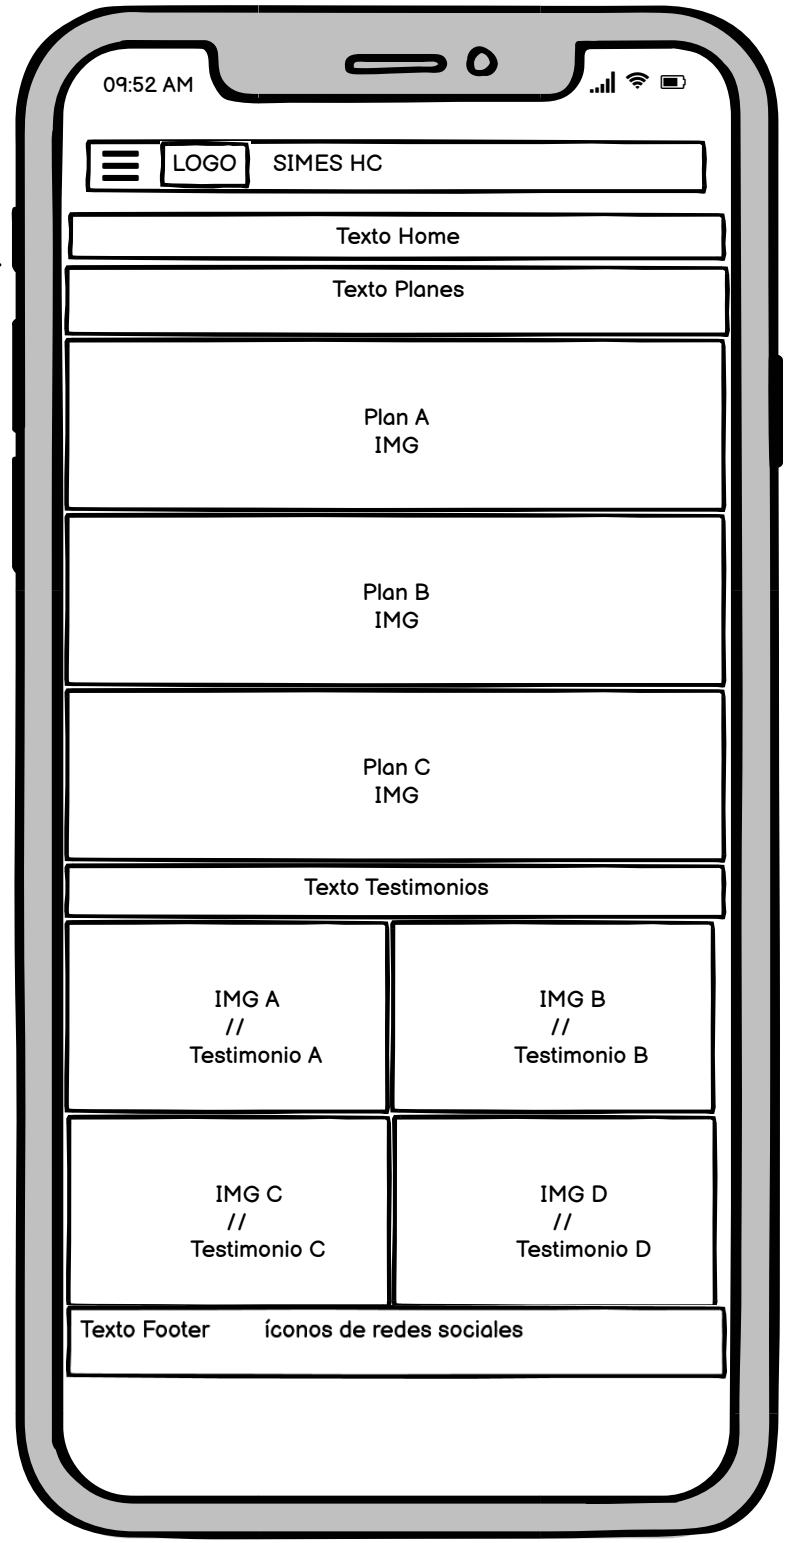 09:52 AM
LOGO SIMES HC
Texto Home
Texto Planes
Plan A
IMG
Plan B
IMG
Plan C
IMG
Texto Testimonios
IMG A
//
Testimonio A
IMG B
//
Testimonio B
IMG C
//
Testimonio C
IMG D
//
Testimonio D
Texto Footer íconos de redes sociales